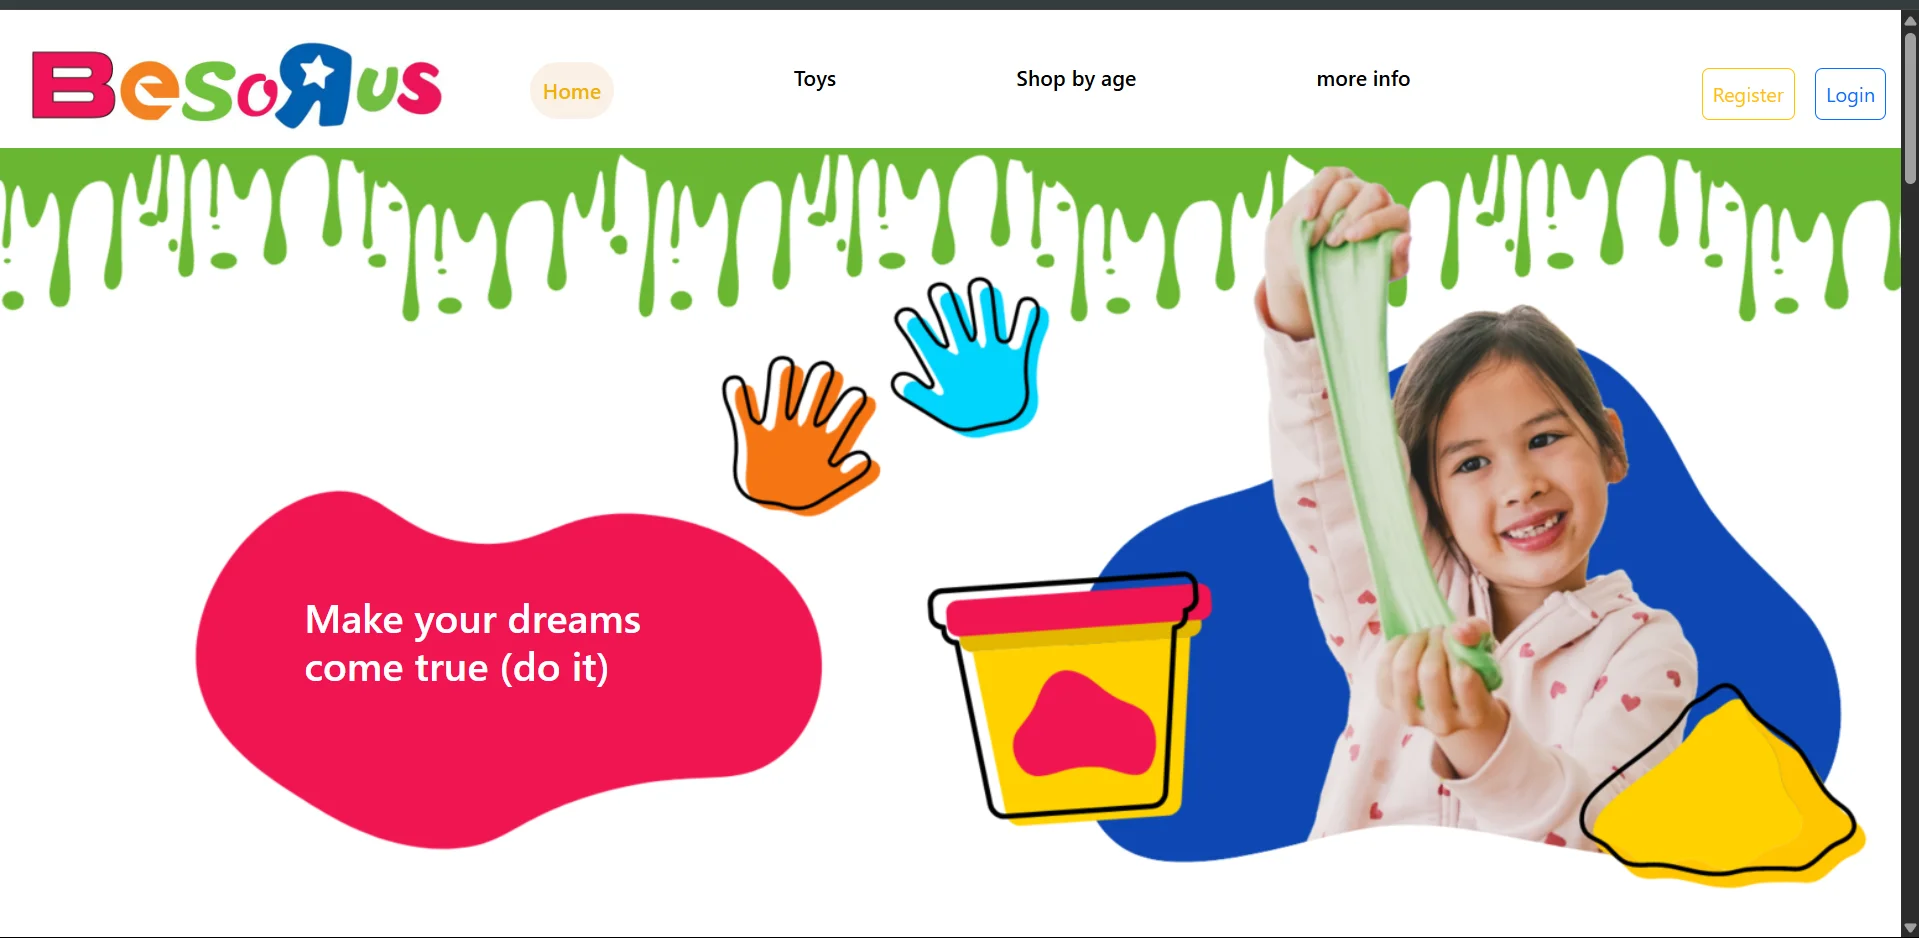 BesoRus
Home
Toys
Shop by age
more info
Register
Login
Make your dreams
come true (do it)